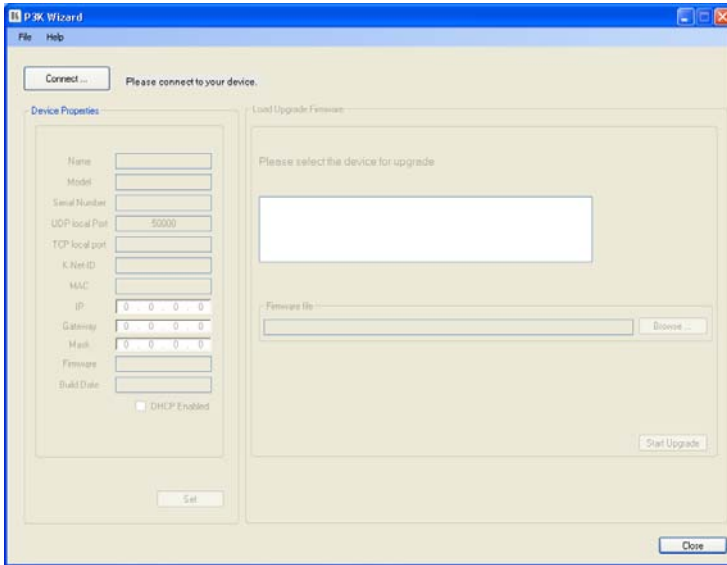 P3K Wizard
File Help
Connect ... Please connect to your device.
Device Properties
Name
Model
Serial Number
UDP local Port 50000
TCP local port
K-Net ID
MAC
IP 0 . 0 . 0 . 0
Gateway 0 . 0 . 0 . 0
Mask 0 . 0 . 0 . 0
Firmware
Build Date
DHCP Enabled
Set
Load Upgrade Firmware
Please select the device for upgrade
Firmware file
Browse ...
Start Upgrade
Close